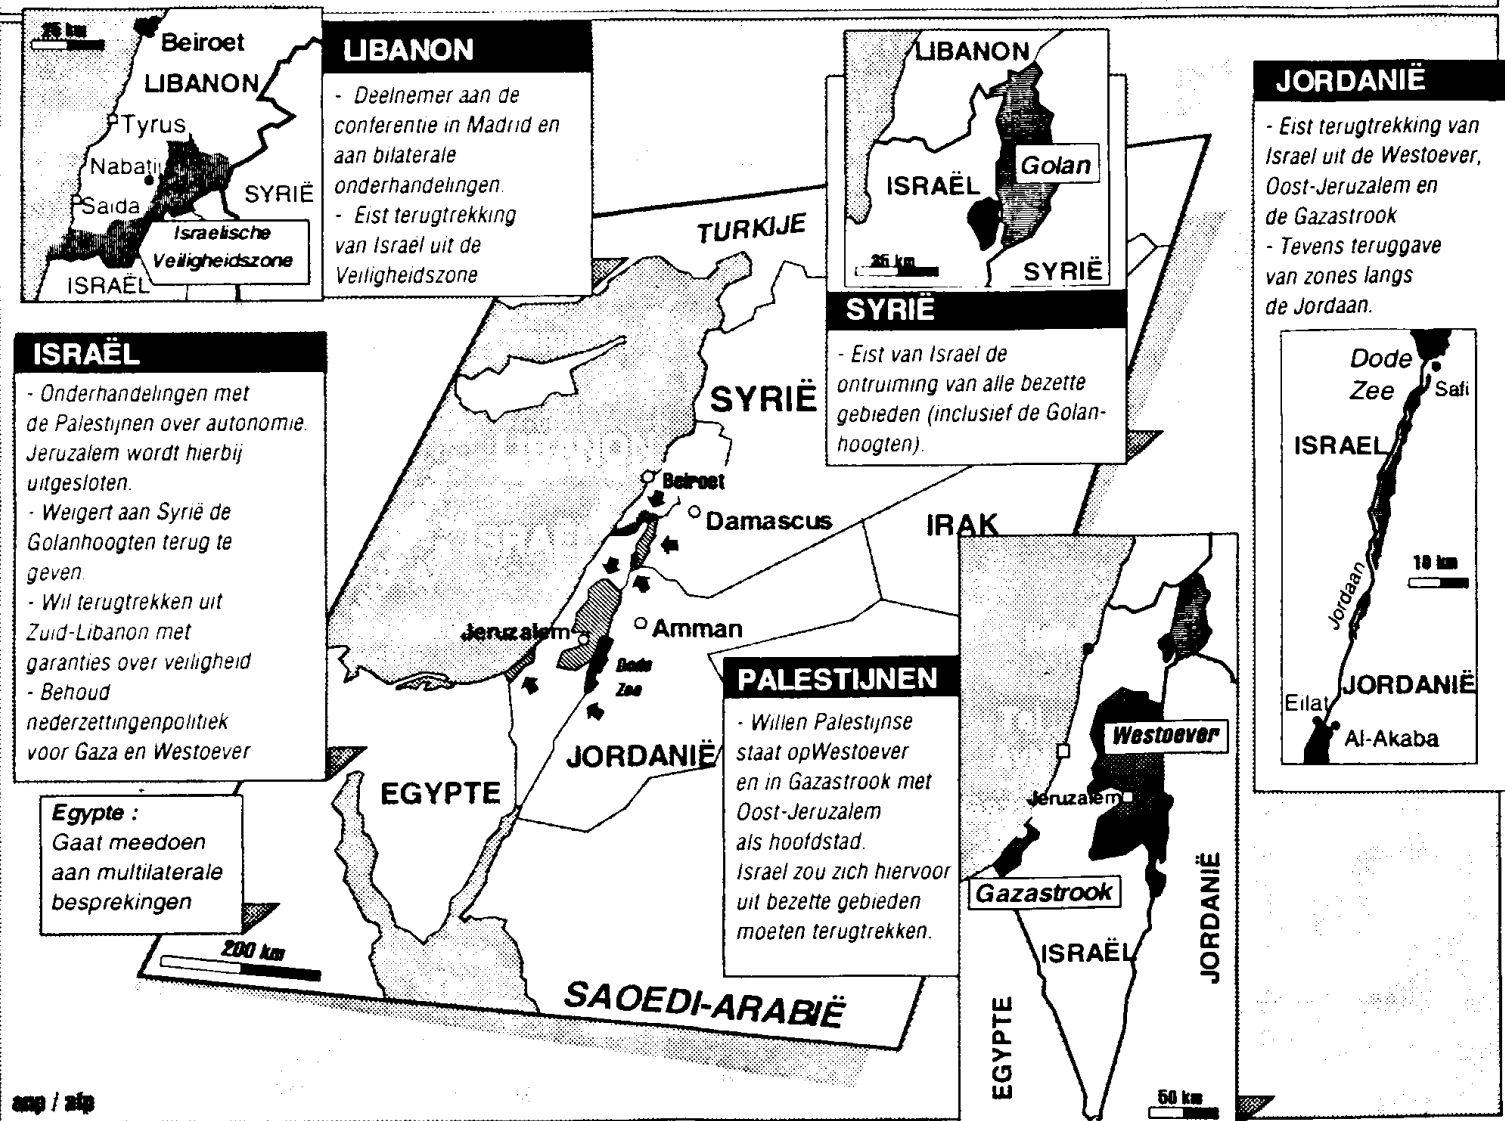 25 km
Beiroet
LIBANON
Tyrus
Nabatij
Saida
SYRIË
Israelische
Veiligheidszone
ISRAËL
LIBANON
- Deelnemer aan de
conferentie in Madrid en
aan bilaterale
onderhandelingen.
- Eist terugtrekking
van Israël uit de
Veiligheidszone
LIBANON
ISRAËL
Golan
25 km
SYRIË
SYRIË
- Eist van Israël de
ontruiming van alle bezette
gebieden (inclusief de Golan-
hoogten).
JORDANIË
- Eist terugtrekking van
Israel uit de Westoever,
Oost-Jeruzalem en
de Gazastrook
- Tevens teruggave
van zones langs
de Jordaan.
Dode
Zee
Safi
ISRAEL
10 km
Jordaan
JORDANIË
Eilat
Al-Akaba
ISRAËL
- Onderhandelingen met
de Palestijnen over autonomie.
Jeruzalem wordt hierbij
uitgesloten.
- Weigert aan Syrië de
Golanhoogten terug te
geven.
- Wil terugtrekken uit
Zuid-Libanon met
garanties over veiligheid
- Behoud
nederzettingenpolitiek
voor Gaza en Westoever
Egypte :
Gaat meedoen
aan multilaterale
besprekingen
TURKIJE
SYRIË
LIBANON
Beiroet
Damascus
ISRAËL
IRAK
Jeruzalem
Amman
Dode
Zee
JORDANIË
EGYPTE
200 km
SAOEDI-ARABIË
PALESTIJNEN
- Willen Palestijnse
staat opWestoever
en in Gazastrook met
Oost-Jeruzalem
als hoofdstad.
Israel zou zich hiervoor
uit bezette gebieden
moeten terugtrekken.
Westoever
Jeruzalem
Gazastrook
ISRAËL
JORDANIË
EGYPTE
50 km
anp / afp